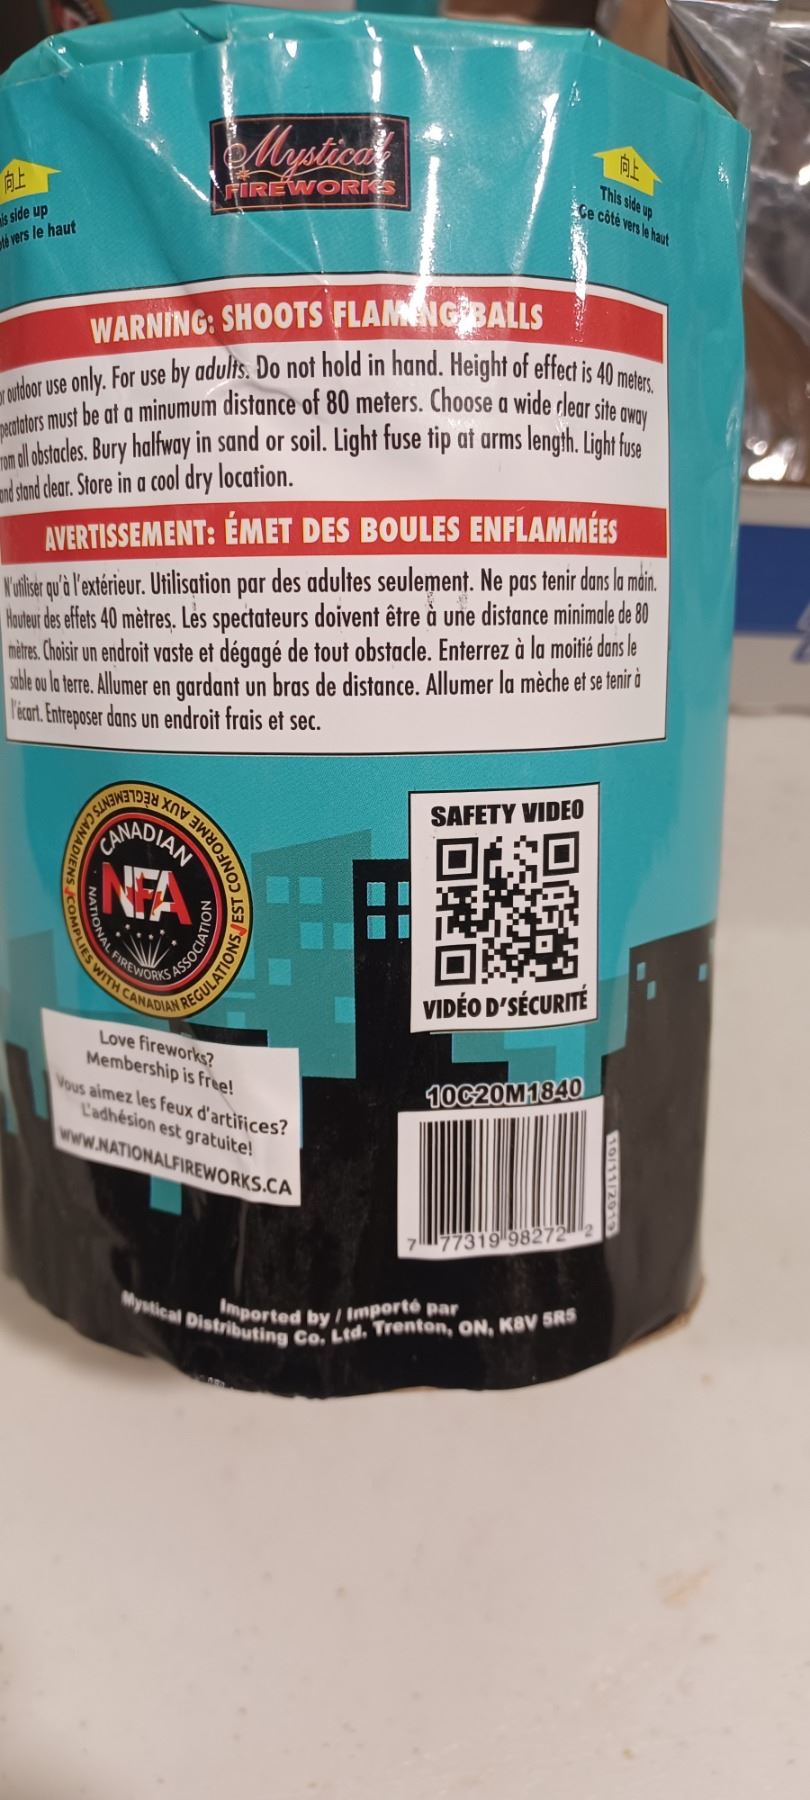 Mystical
FIREWORKS
向上
向上
is side up
This side up
té vers le haut
Ce côté vers le haut
WARNING: SHOOTS FLAMING BALLS
or outdoor use only. For use by adults. Do not hold in hand. Height of effect is 40 meters.
pecatators must be at a minumum distance of 80 meters. Choose a wide clear site away
rom all obstacles. Bury halfway in sand or soil. Light fuse tip at arms length. Light fuse
and stand clear. Store in a cool dry location.
AVERTISSEMENT: ÉMET DES BOULES ENFLAMMÉES
N'utiliser qu'à l'extérieur. Utilisation par des adultes seulement. Ne pas tenir dans la main.
Hauteur des effets 40 mètres. Lès spectateurs doivent être à une distance minimale de 80
mètres. Choisir un endroit vaste et dégagé de tout obstacle. Enterrez à la moitié dans le
sable ou la terre. Allumer en gardant un bras de distance. Allumer la mèche et se tenir à
l'écart. Entreposer dans un endroit frais et sec.
COMPLIES WITH CANADIAN REGULATIONS
EST CONFORME AUX RÈGLEMENTS CANADIENS
CANADIAN
NFA
NATIONAL FIREWORKS ASSOCIATION
SAFETY VIDEO
VIDÉO D'SÉCURITÉ
Love fireworks?
Membership is free!
Vous aimez les feux d'artifices?
L'adhésion est gratuite!
WWW.NATIONALFIREWORKS.CA
10C20M1840
10/11/2019
7 77319 98272 2
Imported by / Importé par
Mystical Distributing Co. Ltd. Trenton, ON, K8V 5R5